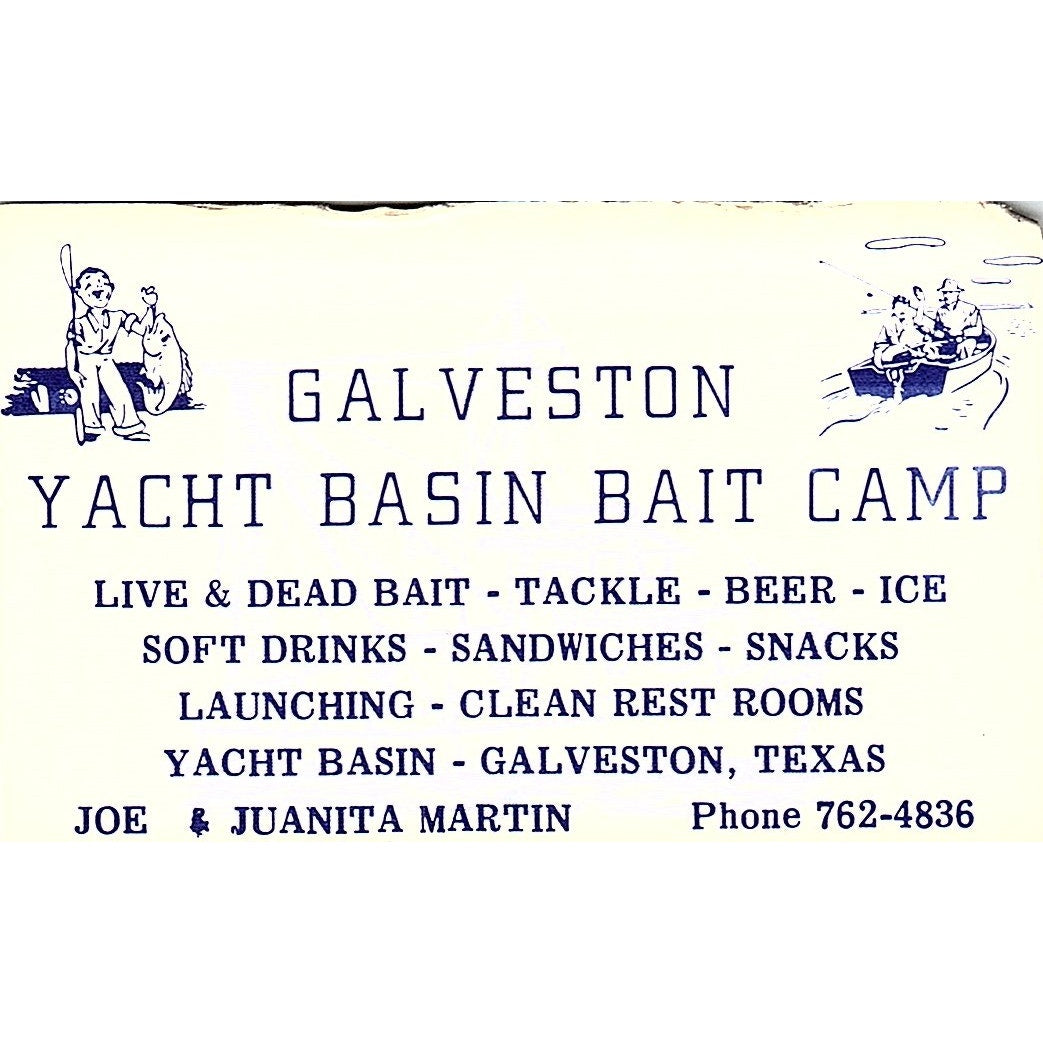 GALVESTON
YACHT BASIN BAIT CAMP
LIVE & DEAD BAIT - TACKLE - BEER - ICE
SOFT DRINKS - SANDWICHES - SNACKS
LAUNCHING - CLEAN REST ROOMS
YACHT BASIN - GALVESTON, TEXAS
JOE & JUANITA MARTIN Phone 762-4836